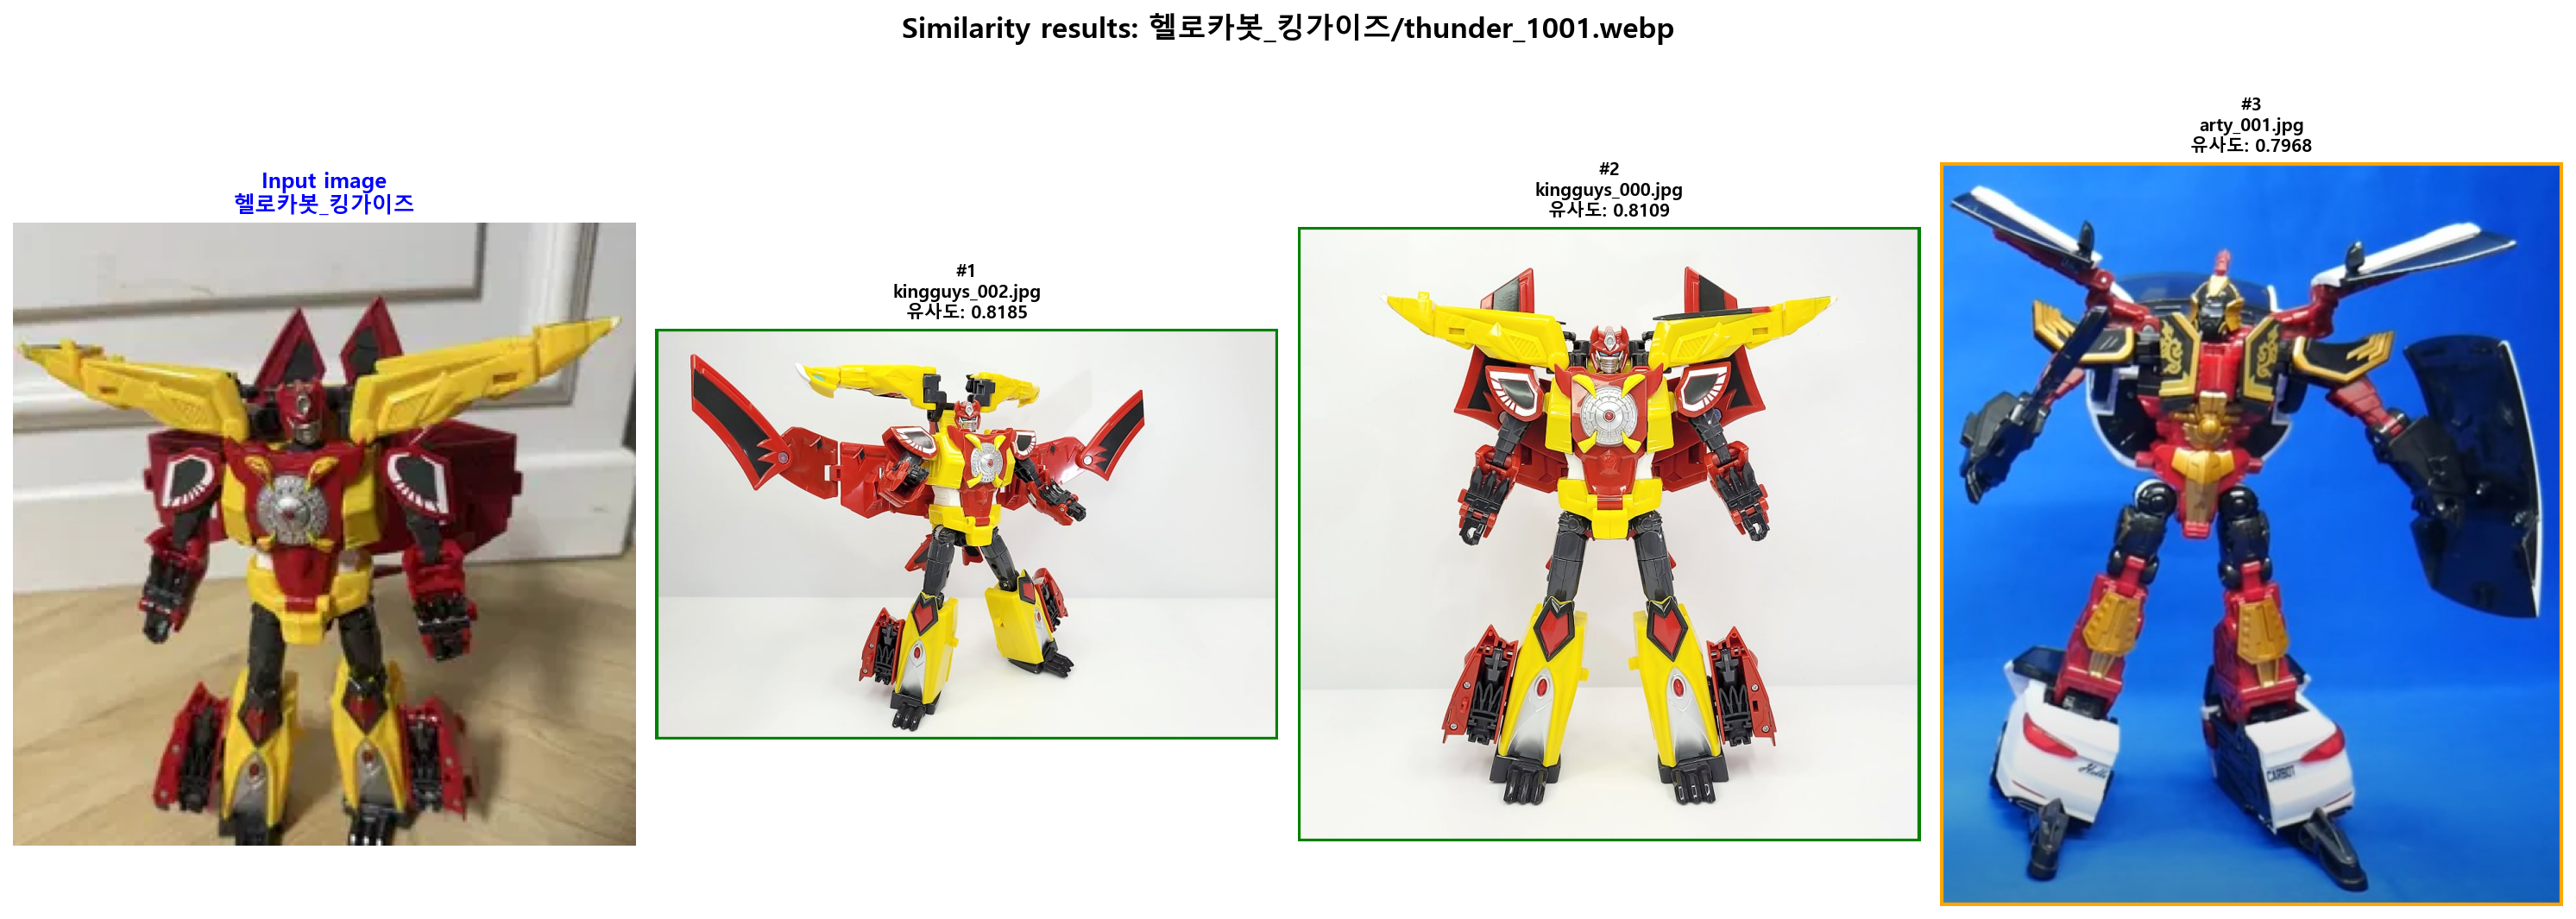 Similarity results: 헬로카봇_킹가이즈/thunder_1001.webp
Input image
헬로카봇_킹가이즈
#1
kingguys_002.jpg
유사도: 0.8185
#2
kingguys_000.jpg
유사도: 0.8109
#3
arty_001.jpg
유사도: 0.7968
Hello
CARBOT